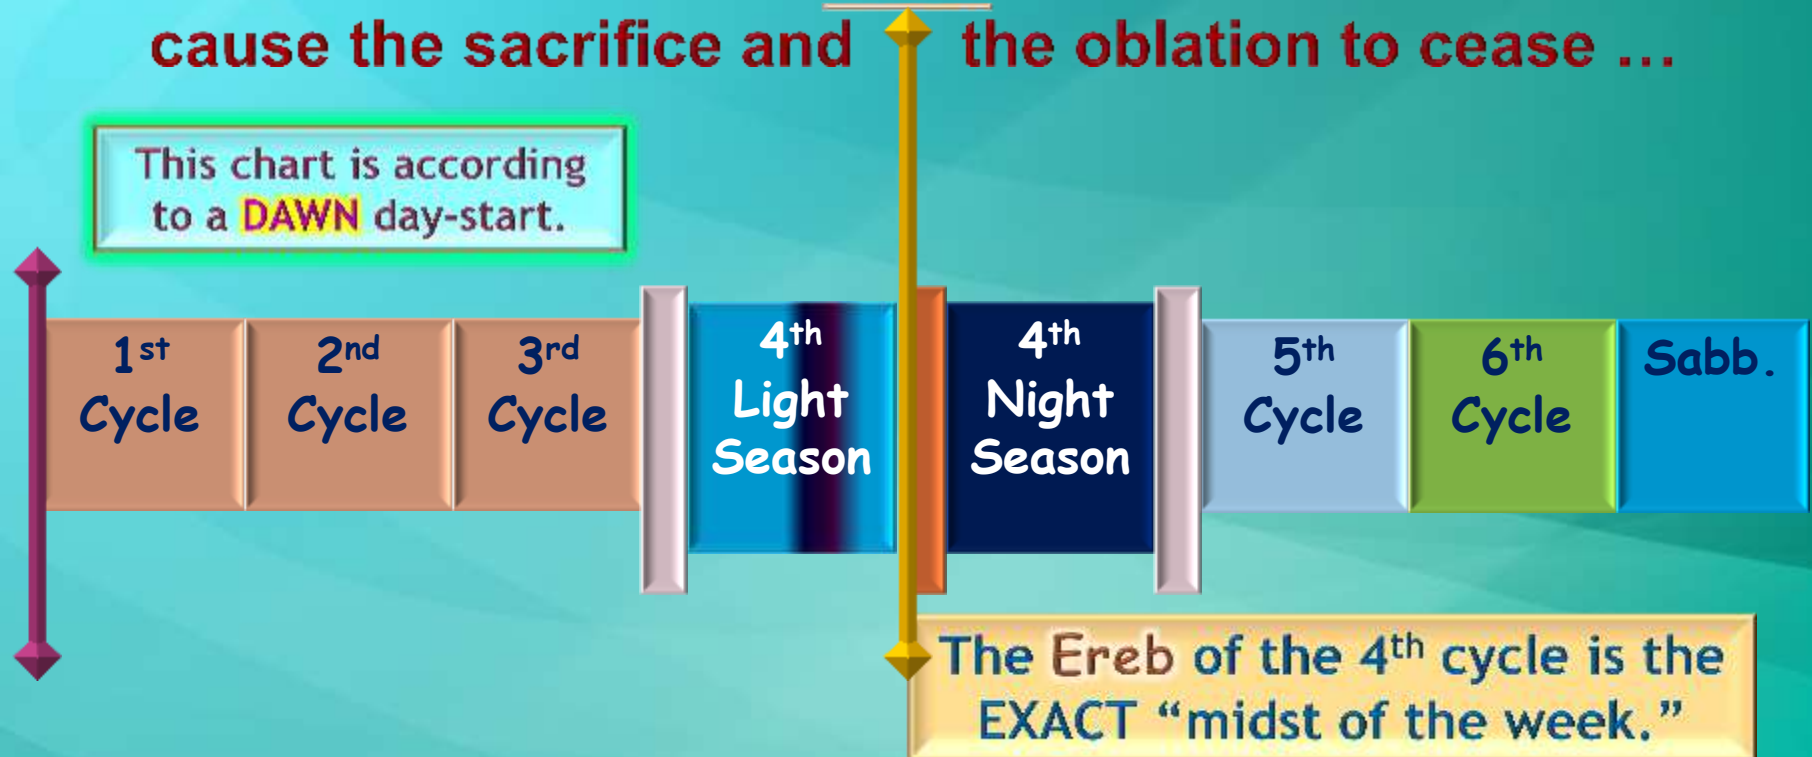 cause the sacrifice and the oblation to cease ...
This chart is according
to a DAWN day-start.
1st
Cycle
2nd
Cycle
3rd
Cycle
4th
Light
Season
4th
Night
Season
5th
Cycle
6th
Cycle
Sabb.
The Ereb of the 4th cycle is the
EXACT “midst of the week.”